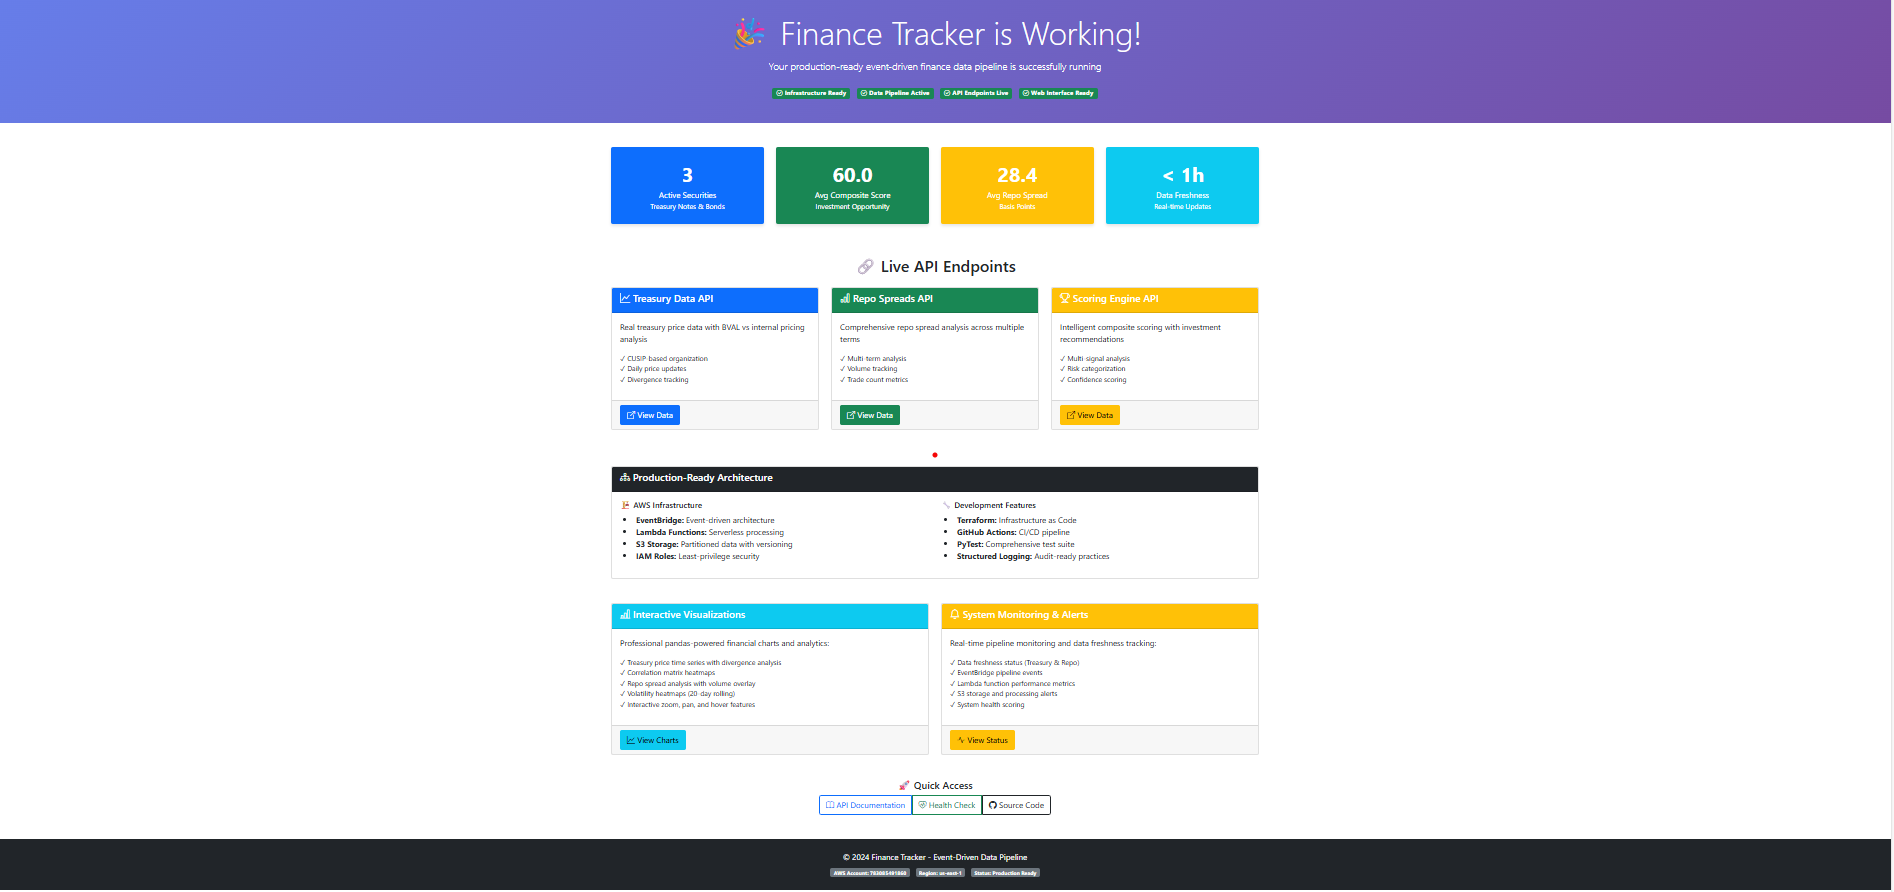 Finance Tracker is Working!
Your production-ready event-driven finance data pipeline is successfully running
Infrastructure Ready
Data Pipeline Active
API Endpoints Live
Web Interface Ready
3
Active Securities
Treasury Notes & Bonds
60.0
Avg Composite Score
Investment Opportunity
28.4
Avg Repo Spread
Basis Points
< 1h
Data Freshness
Real-time Updates
Live API Endpoints
Treasury Data API
Real treasury price data with BVAL vs internal pricing
analysis
✓ CUSIP-based organization
✓ Daily price updates
✓ Divergence tracking
View Data
Repo Spreads API
Comprehensive repo spread analysis across multiple
terms
✓ Multi-term analysis
✓ Volume tracking
✓ Trade count metrics
View Data
Scoring Engine API
Intelligent composite scoring with investment
recommendations
✓ Multi-signal analysis
✓ Risk categorization
✓ Confidence scoring
View Data
Production-Ready Architecture
AWS Infrastructure
• EventBridge: Event-driven architecture
• Lambda Functions: Serverless processing
• S3 Storage: Partitioned data with versioning
• IAM Roles: Least-privilege security
Development Features
• Terraform: Infrastructure as Code
• GitHub Actions: CI/CD pipeline
• PyTest: Comprehensive test suite
• Structured Logging: Audit-ready practices
Interactive Visualizations
Professional pandas-powered financial charts and analytics:
✓ Treasury price time series with divergence analysis
✓ Correlation matrix heatmaps
✓ Repo spread analysis with volume overlay
✓ Volatility heatmaps (20-day rolling)
✓ Interactive zoom, pan, and hover features
View Charts
System Monitoring & Alerts
Real-time pipeline monitoring and data freshness tracking:
✓ Data freshness status (Treasury & Repo)
✓ EventBridge pipeline events
✓ Lambda function performance metrics
✓ S3 storage and processing alerts
✓ System health scoring
View Status
Quick Access
API Documentation
Health Check
Source Code
© 2024 Finance Tracker - Event-Driven Data Pipeline
AWS Account:
Region: us-east-1
Status: Production Ready